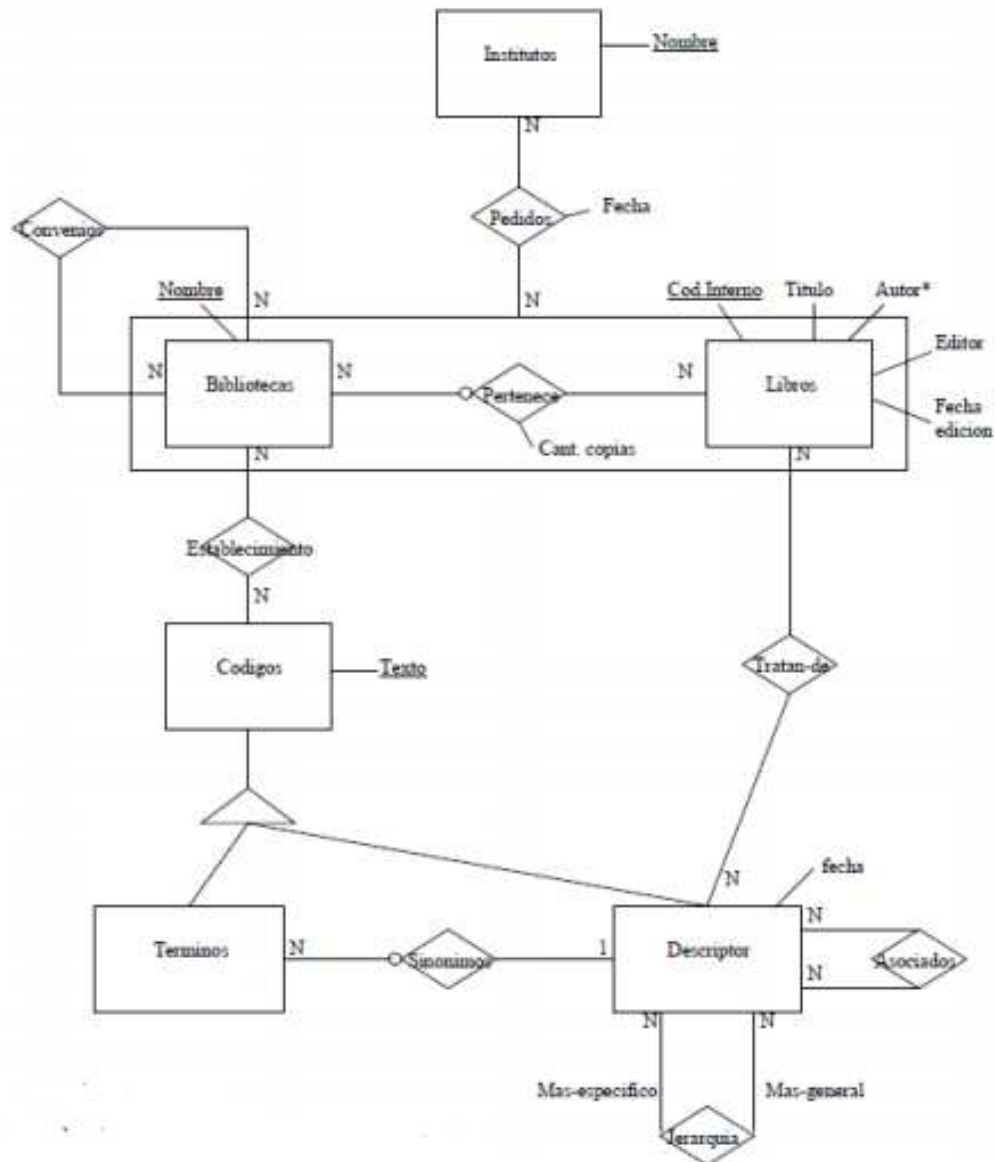 Institutos
Nombre
N
Pedidos
Fecha
Convenios
Nombre
N
N
Cod.Interno
Titulo
Autor*
Editor
N
Bibliotecas
N
Pertenece
N
Libros
Fecha
edicion
Cant. copias
N
N
Establecimiento
N
Codigos
Texto
Tratan-de
N
fecha
Terminos
N
Sinonimos
1
Descriptor
N
Asociados
N
N
N
Mas-especifico
Mas-general
Jerarquia